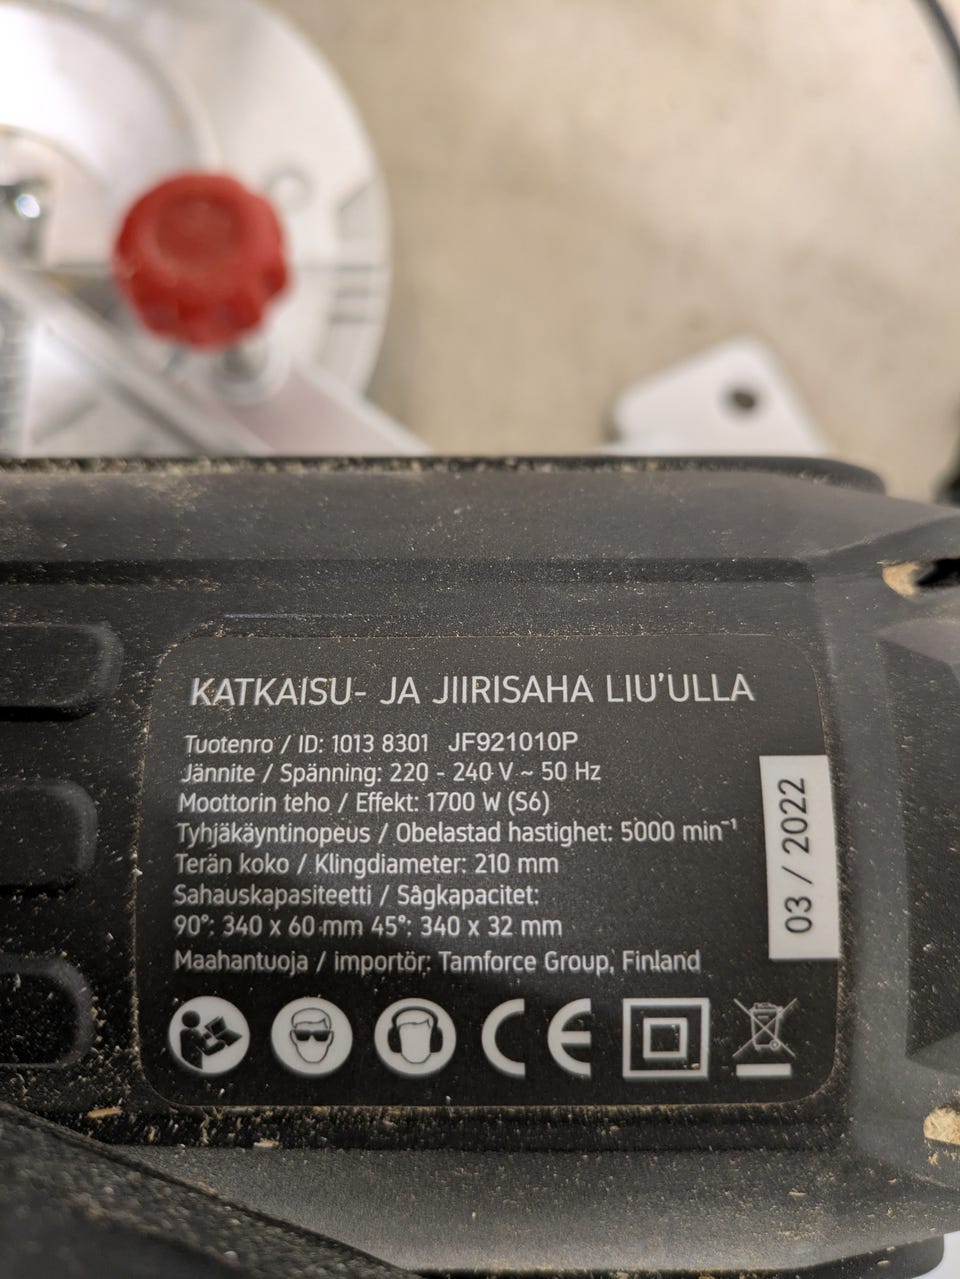 KATKAISU- JA JIIRISAHA LIU'ULLA
Tuotenro / ID: 1013 8301 JF921010P
Jännite / Spänning: 220 - 240 V ~ 50 Hz
Moottorin teho / Effekt: 1700 W (S6)
Tyhjäkäyntinopeus / Obelastad hastighet: 5000 min⁻¹
Terän koko / Klingdiameter: 210 mm
Sahauskapasiteetti / Sågkapacitet:
90°: 340 x 60 mm 45°: 340 x 32 mm
Maahantuoja / importör: Tamforce Group, Finland
CE
03 / 2022